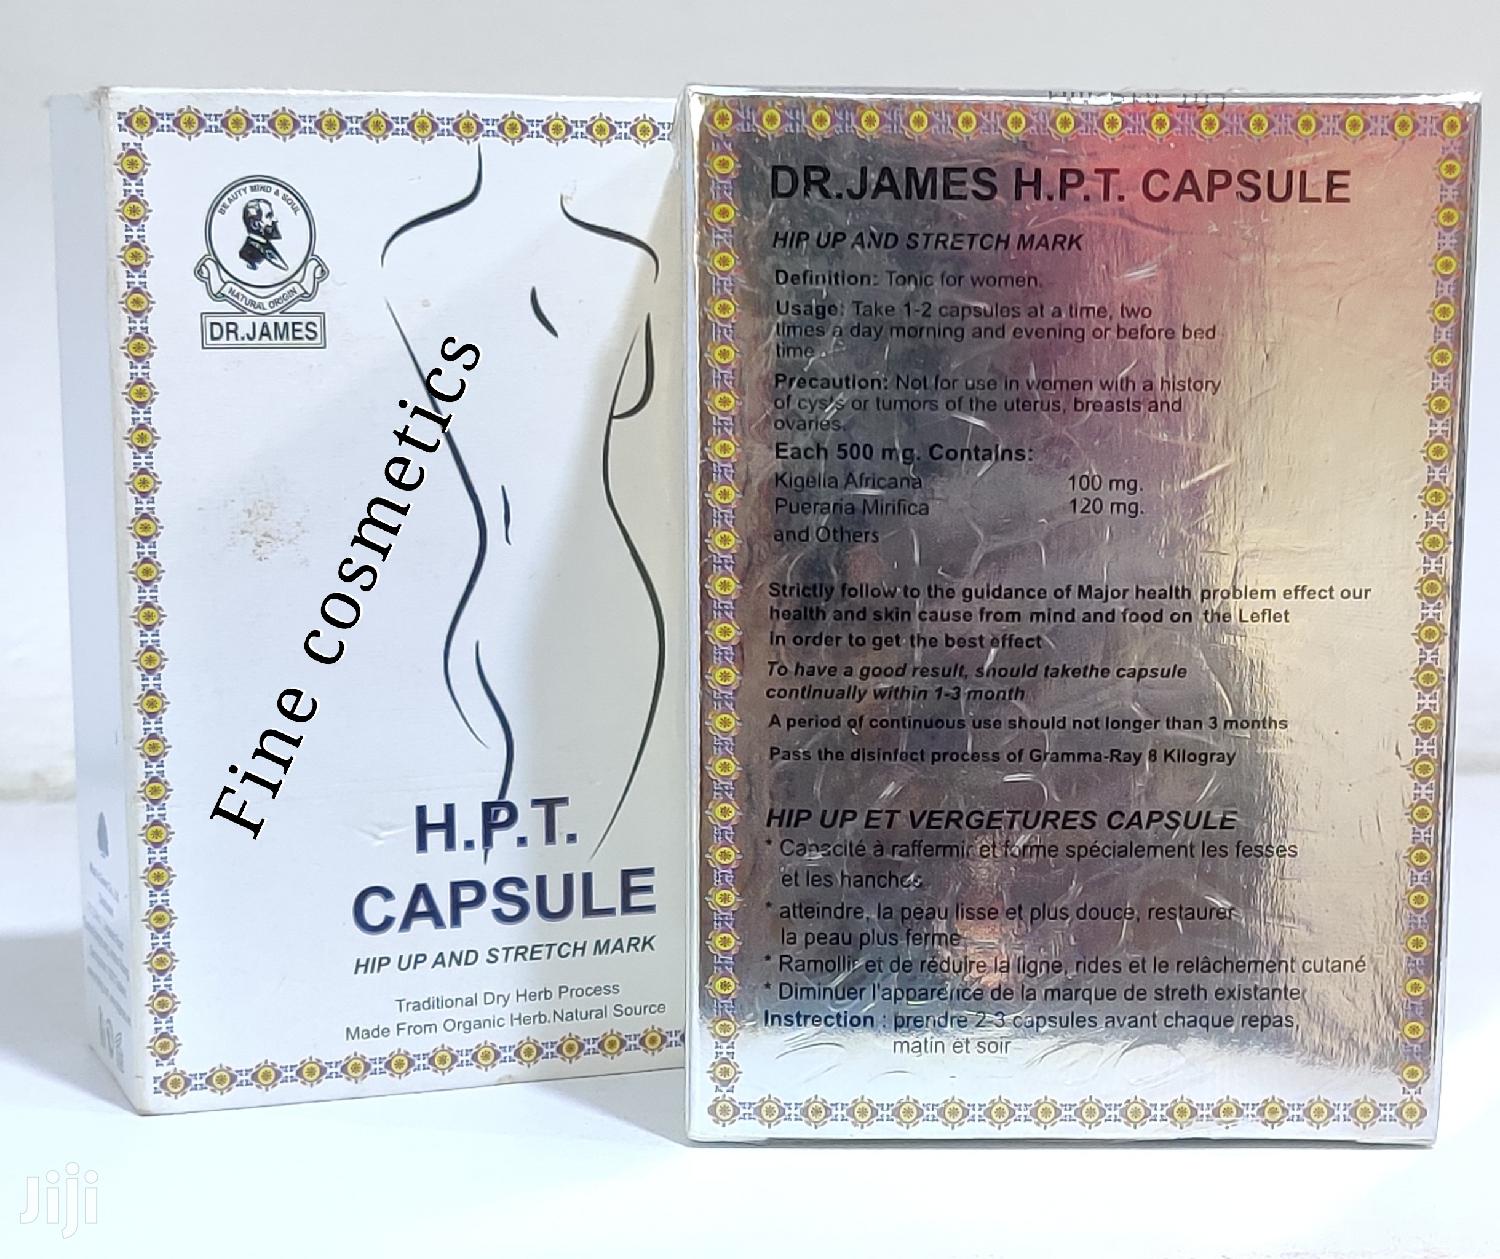 BEAUTY MIND & SOUL
NATURAL ORIGIN
DR.JAMES
Fine cosmetics
H.P.T.
CAPSULE
HIP UP AND STRETCH MARK
Traditional Dry Herb Process
Made From Organic Herb.Natural Source
DR.JAMES H.P.T. CAPSULE
HIP UP AND STRETCH MARK
Definition: Tonic for women.
Usage: Take 1-2 capsules at a time, two
times a day morning and evening or before bed
time.
Precaution: Not for use in women with a history
of cysts or tumors of the uterus, breasts and
ovaries.
Each 500 mg. Contains:
Kigelia Africana 100 mg.
Pueraria Mirifica 120 mg.
and Others
Strictly follow to the guidance of Major health problem effect our
health and skin cause from mind and food on the Leflet
In order to get the best effect
To have a good result, should takethe capsule
continually within 1-3 month
A period of continuous use should not longer than 3 months
Pass the disinfect process of Gramma-Ray 8 Kilogray
HIP UP ET VERGETURES CAPSULE
* Capacité à raffermir et forme spécialement les fesses
et les hanches
* atteindre, la peau lisse et plus douce, restaurer
la peau plus ferme
* Ramollir et de réduire la ligne, rides et le relâchement cutané
* Diminuer l'apparence de la marque de streth existante
Instrection : prendre 2-3 capsules avant chaque repas,
matin et soir
Jiji